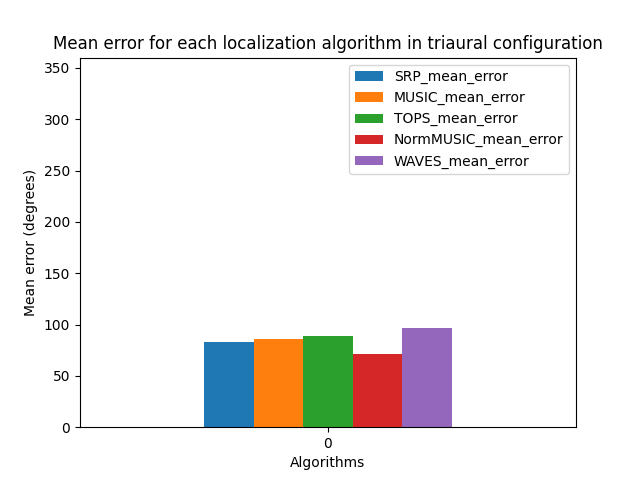 Mean error for each localization algorithm in triaural configuration
350
300
250
200
150
100
50
0
Mean error (degrees)
SRP_mean_error
MUSIC_mean_error
TOPS_mean_error
NormMUSIC_mean_error
WAVES_mean_error
0
Algorithms